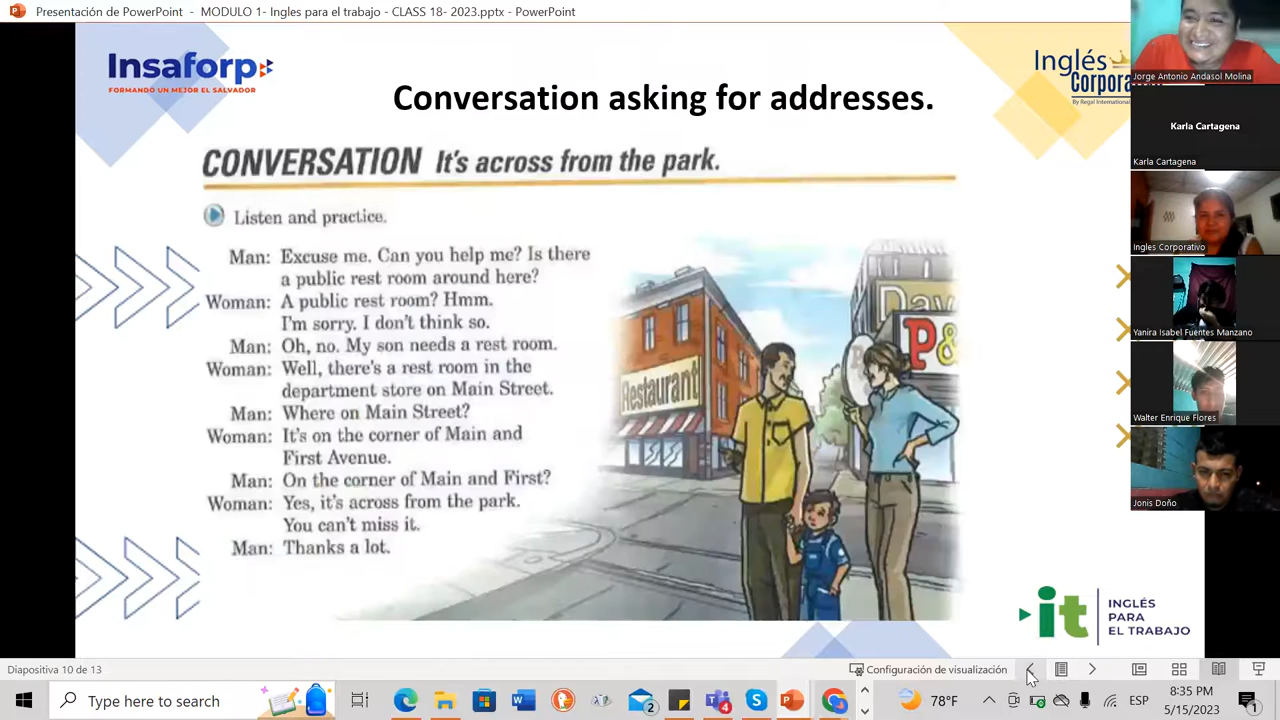 Presentación de PowerPoint - MODULO 1- Ingles para el trabajo - CLASS 18- 2023.pptx - PowerPoint
Insaforp
FORMANDO UN MEJOR EL SALVADOR
Inglés
By Regal International
Conversation asking for addresses.
CONVERSATION It's across from the park.
Listen and practice.
Man: Excuse me. Can you help me? Is there
a public rest room around here?
Woman: A public rest room? Hmm.
I'm sorry. I don't think so.
Man: Oh, no. My son needs a rest room.
Woman: Well, there's a rest room in the
department store on Main Street.
Man: Where on Main Street?
Woman: It's on the corner of Main and
First Avenue.
Man: On the corner of Main and First?
Woman: Yes, it's across from the park.
You can't miss it.
Man: Thanks a lot.
Restaurant
Dav
P&
it
INGLÉS
PARA
EL TRABAJO
Jorge Antonio Andasol Molina
Karla Cartagena
Karla Cartagena
Ingles Corporativo
Yanira Isabel Fuentes Manzano
Walter Enrique Flores
Jonis Doño
Diapositiva 10 de 13
Configuración de visualización
Type here to search
2
4
78°F
ESP
8:35 PM
5/15/2023
1